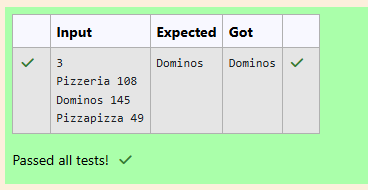 Input Expected Got
3 Dominos Dominos
Pizzeria 108
Dominos 145
Pizzapizza 49
Passed all tests!